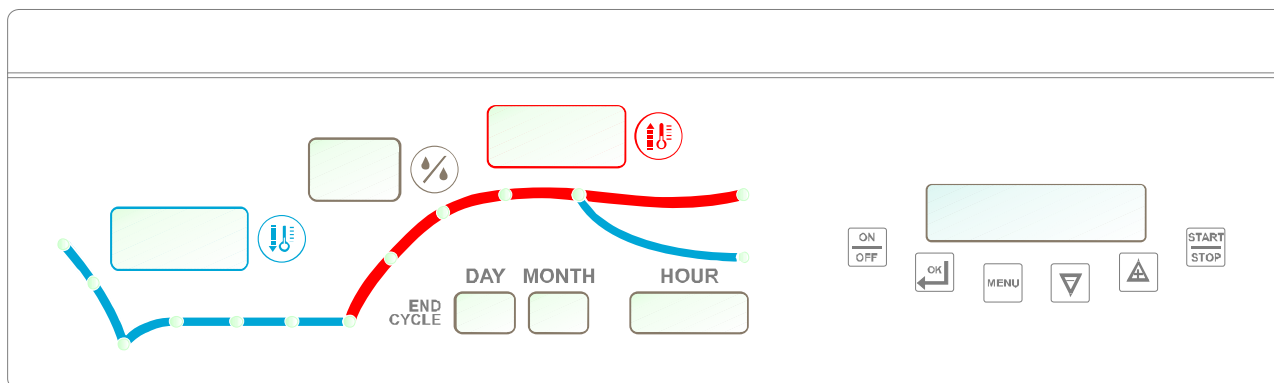 DAY MONTH HOUR
END
CYCLE
ON
OFF
OK
MENU
START
STOP